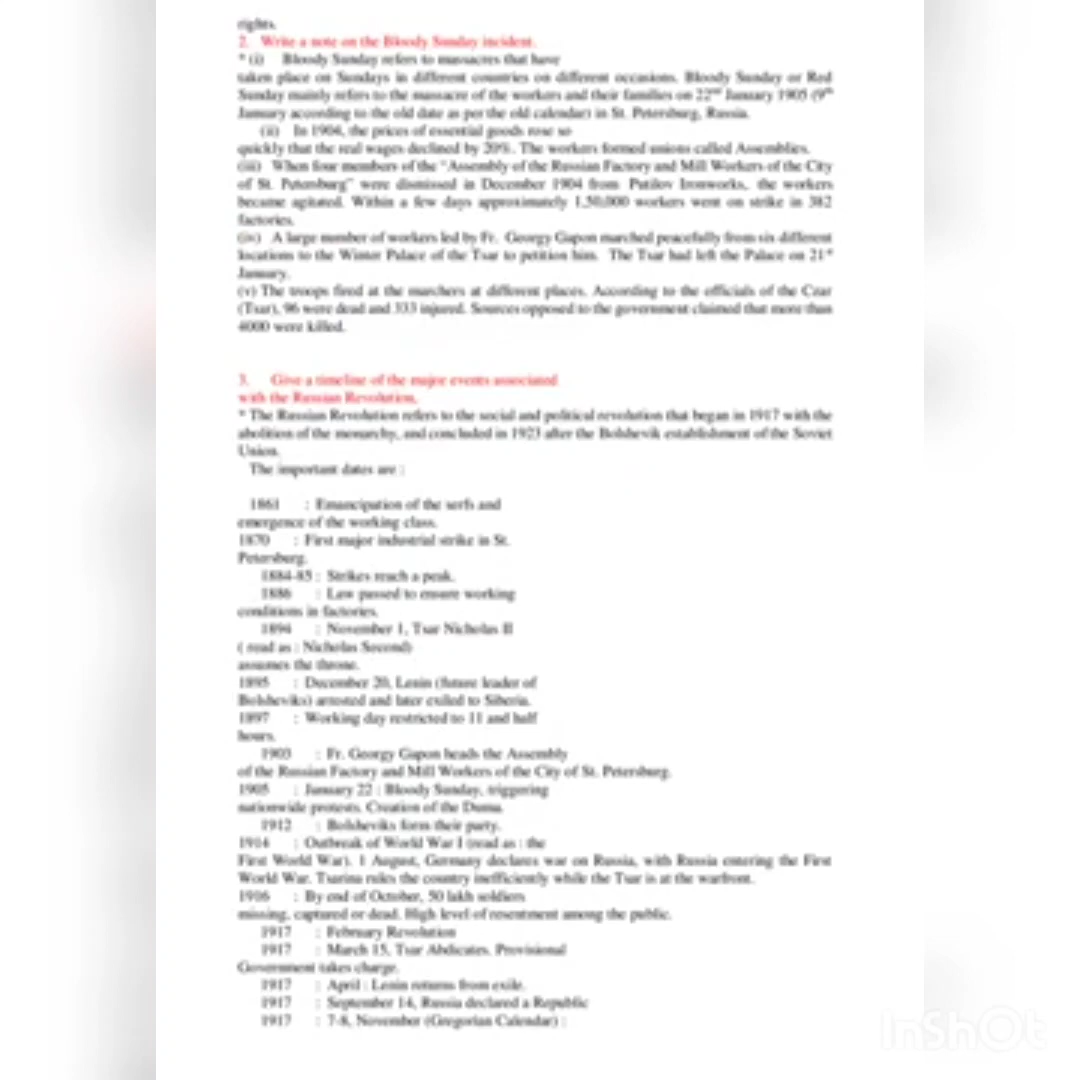 rights.
2. Write a note on the Bloody Sunday incident.
* (i) Bloody Sunday refers to massacres that have
taken place on Sundays in different countries on different occasions. Bloody Sunday or Red
Sunday mainly refers to the massacre of the workers and their families on 22nd January 1905 (9th
January according to the old date as per the old calendar) in St. Petersburg, Russia.
(ii) In 1904, the prices of essential goods rose so
quickly that the real wages declined by 20%. The workers formed unions called Assemblies.
(iii) When four members of the "Assembly of the Russian Factory and Mill Workers of the City
of St. Petersburg" were dismissed in December 1904 from Putilov Ironworks, the workers
became agitated. Within a few days approximately 1,50,000 workers went on strike in 382
factories.
(iv) A large number of workers led by Fr. Georgy Gapon marched peacefully from six different
locations to the Winter Palace of the Tsar to petition him. The Tsar had left the Palace on 21st
January.
(v) The troops fired at the marchers at different places. According to the officials of the Czar
(Tsar), 96 were dead and 333 injured. Sources opposed to the government claimed that more than
4000 were killed.
3. Give a timeline of the major events associated
with the Russian Revolution.
* The Russian Revolution refers to the social and political revolution that began in 1917 with the
abolition of the monarchy, and concluded in 1923 after the Bolshevik establishment of the Soviet
Union.
The important dates are :
1861 : Emancipation of the serfs and
emergence of the working class.
1870 : First major industrial strike in St.
Petersburg.
1884-85 : Strikes reach a peak.
1886 : Law passed to ensure working
conditions in factories.
1894 : November 1, Tsar Nicholas II
( read as : Nicholas Second)
assumes the throne.
1895 : December 20, Lenin (future leader of
Bolsheviks) arrested and later exiled to Siberia.
1897 : Working day restricted to 11 and half
hours.
1903 : Fr. Georgy Gapon heads the Assembly
of the Russian Factory and Mill Workers of the City of St. Petersburg.
1905 : January 22 : Bloody Sunday, triggering
nationwide protests. Creation of the Duma.
1912 : Bolsheviks form their party.
1914 : Outbreak of World War I (read as : the
First World War). 1 August, Germany declares war on Russia, with Russia entering the First
World War. Tsarina rules the country inefficiently while the Tsar is at the warfront.
1916 : By end of October, 50 lakh soldiers
missing, captured or dead. High level of resentment among the public.
1917 : February Revolution
1917 : March 15, Tsar Abdicates. Provisional
Government takes charge.
1917 : April : Lenin returns from exile.
1917 : September 14, Russia declared a Republic
1917 : 7-8, November (Gregorian Calendar) :
InShOt